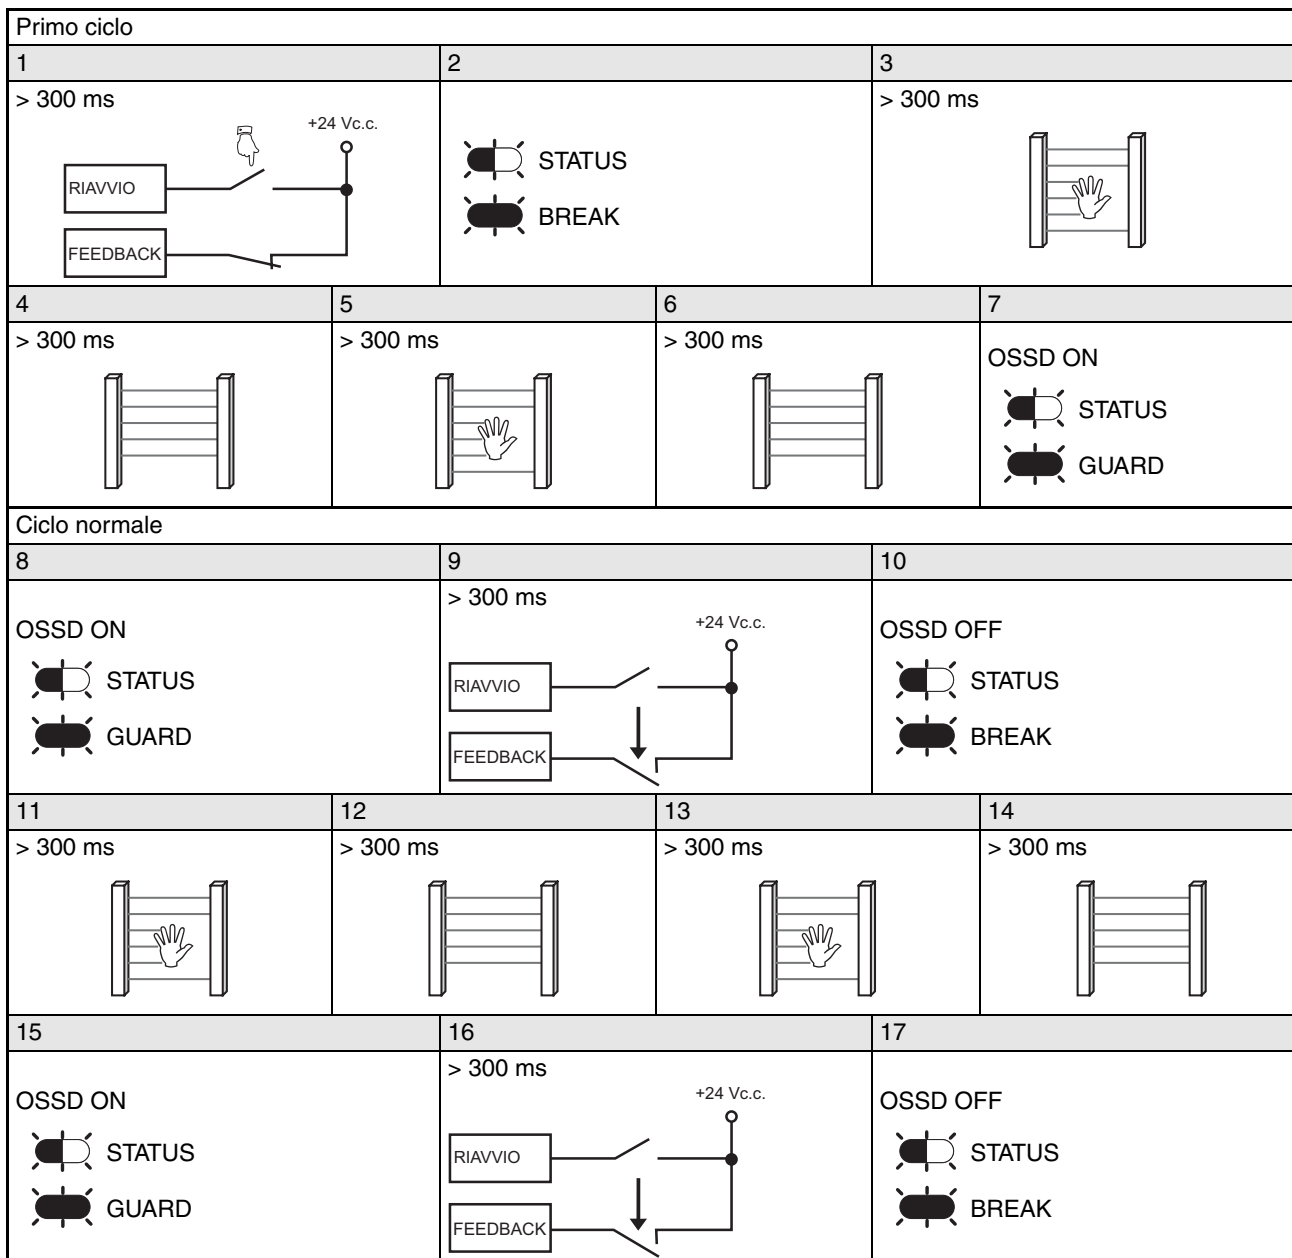 Primo ciclo
1 2 3
> 300 ms > 300 ms
+24 Vc.c.
RIAVVIO
FEEDBACK
STATUS
BREAK
4 5 6 7
> 300 ms > 300 ms > 300 ms
OSSD ON
STATUS
GUARD
Ciclo normale
8 9 10
OSSD ON
STATUS
GUARD
> 300 ms
+24 Vc.c.
RIAVVIO
FEEDBACK
OSSD OFF
STATUS
BREAK
11 12 13 14
> 300 ms > 300 ms > 300 ms > 300 ms
15 16 17
OSSD ON
STATUS
GUARD
> 300 ms
+24 Vc.c.
RIAVVIO
FEEDBACK
OSSD OFF
STATUS
BREAK